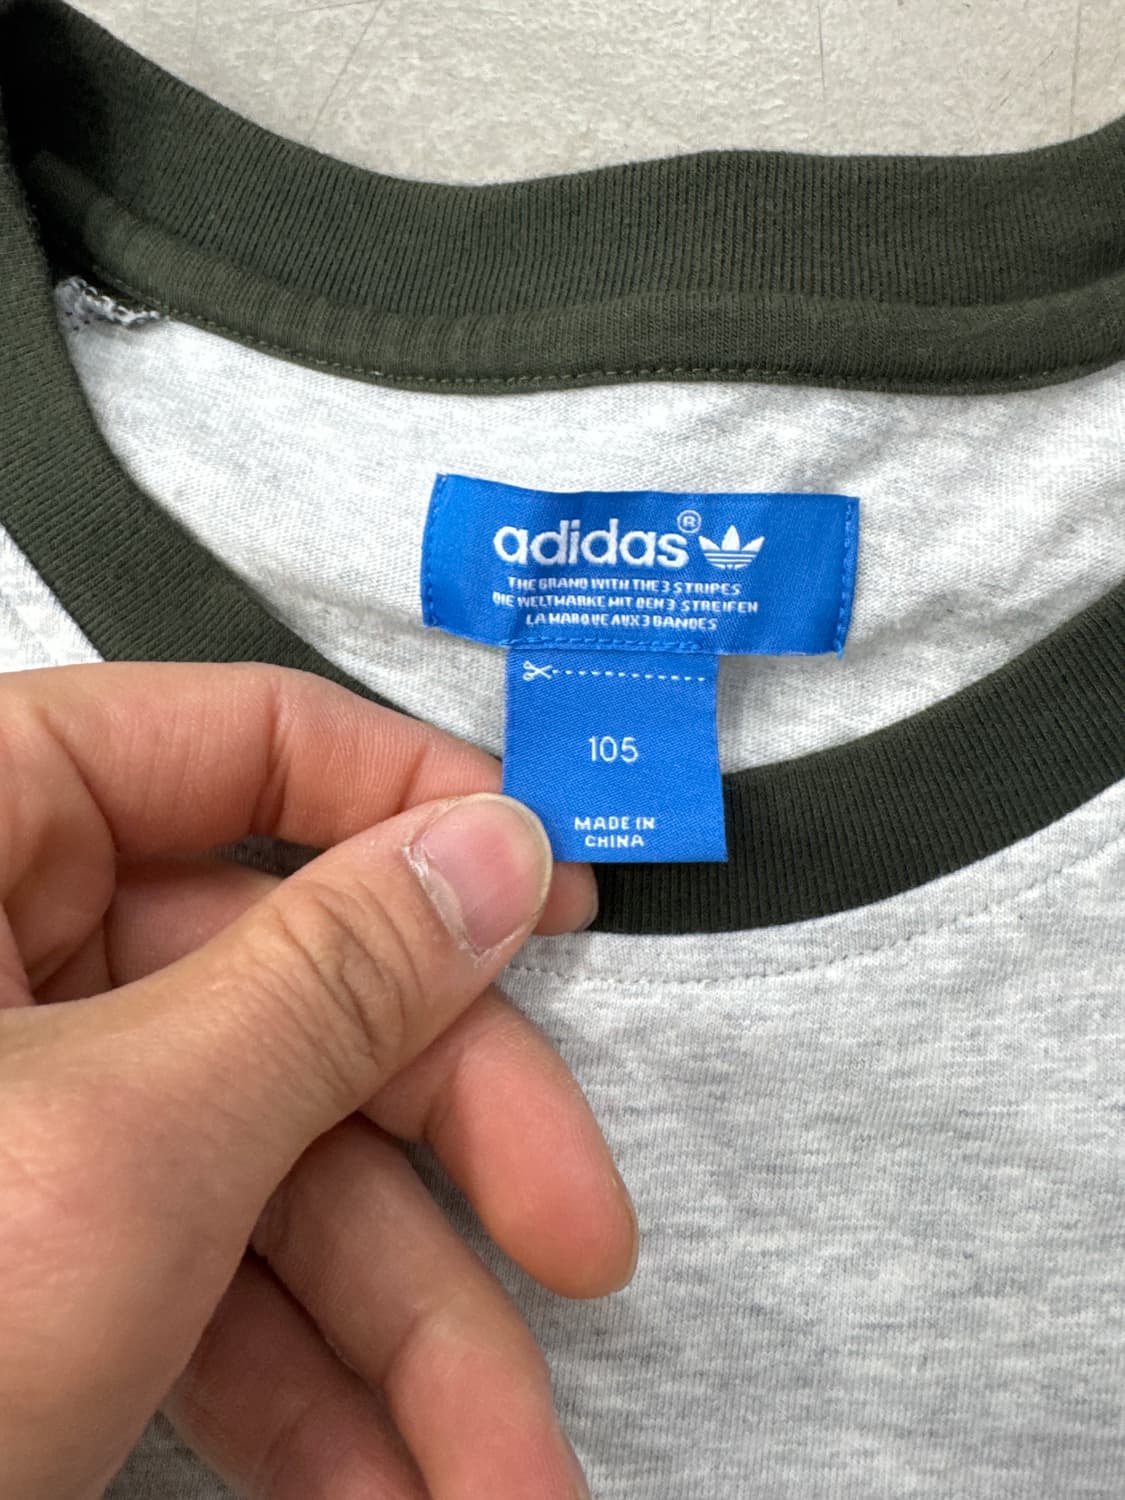 adidas®
THE BRAND WITH THE 3 STRIPES
DIE WELTMARKE MIT DEN 3 STREIFEN
LA MARQUE AUX 3 BANDES
105
MADE IN
CHINA